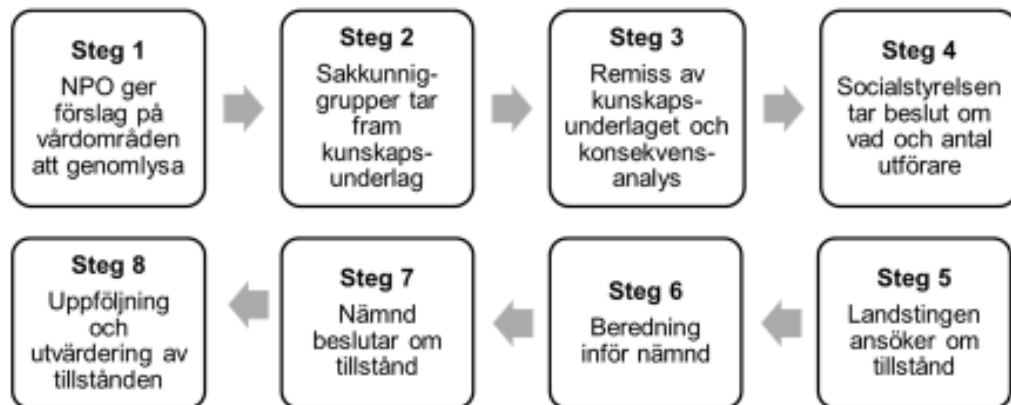 Steg 1
NPO ger
förslag på
vårdområden
att genomlysa
Steg 2
Sakkunnig-
grupper tar
fram
kunskaps-
underlag
Steg 3
Remiss av
kunskaps-
underlaget och
konsekvens-
analys
Steg 4
Socialstyrelsen
tar beslut om
vad och antal
utförare
Steg 5
Landstingen
ansöker om
tillstånd
Steg 6
Beredning
inför nämnd
Steg 7
Nämnd
beslutar om
tillstånd
Steg 8
Uppföljning
och
utvärdering av
tillstånden